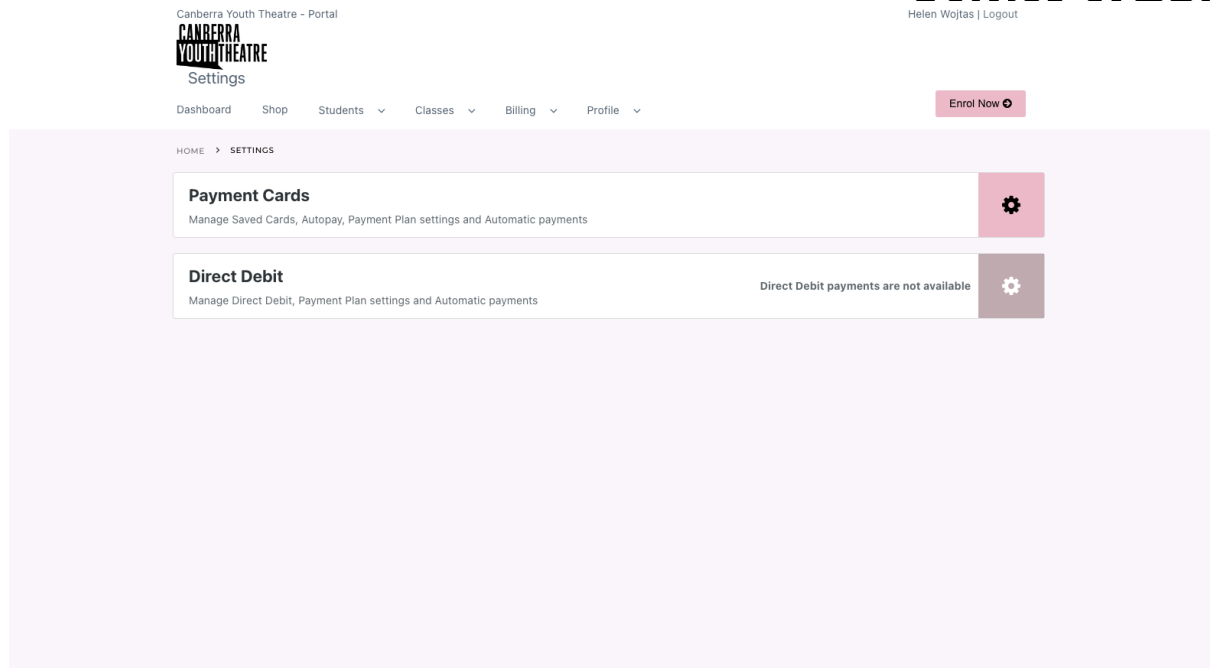 Canberra Youth Theatre - Portal
Helen Wojtas | Logout
CANBERRA
YOUTH THEATRE
Settings
Dashboard
Shop
Students
Classes
Billing
Profile
Enrol Now
HOME > SETTINGS
Payment Cards
Manage Saved Cards, Autopay, Payment Plan settings and Automatic payments
Direct Debit
Manage Direct Debit, Payment Plan settings and Automatic payments
Direct Debit payments are not available